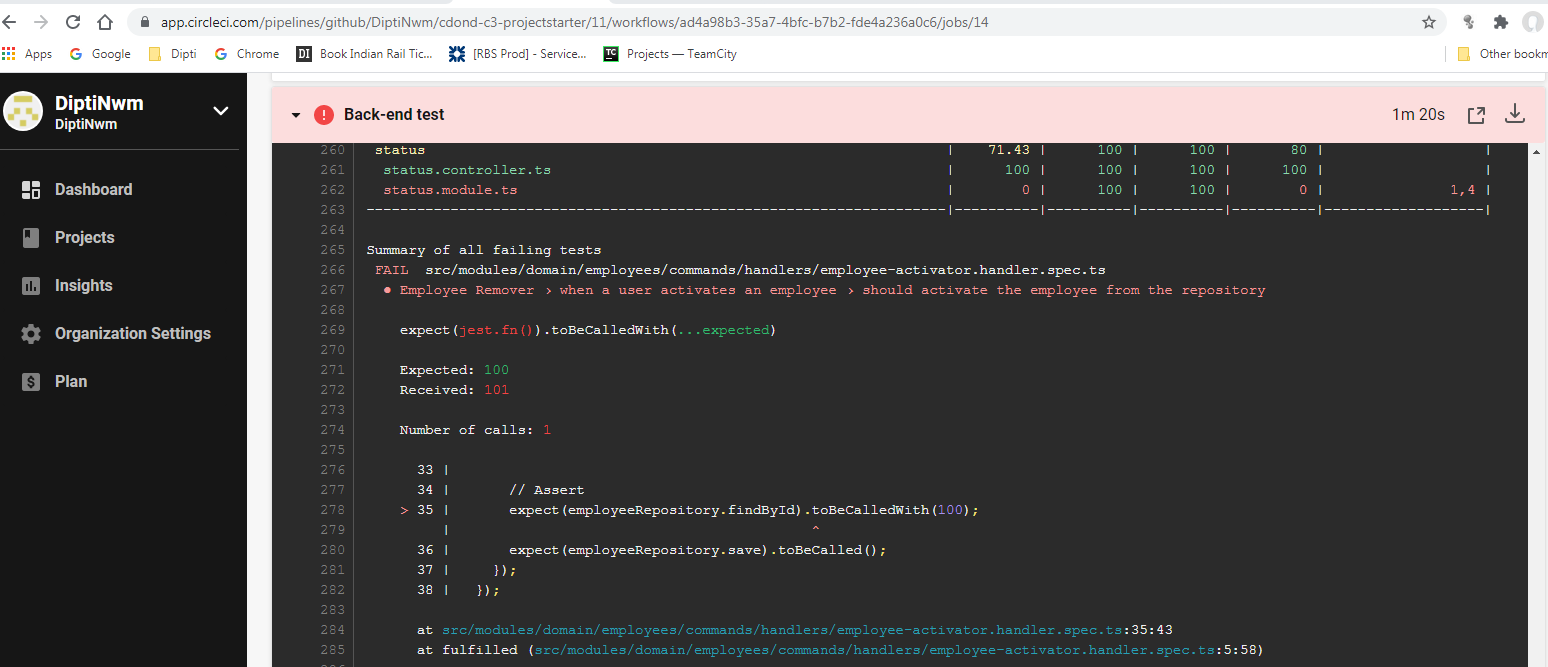 app.circleci.com/pipelines/github/DiptiNwm/cdond-c3-projectstarter/11/workflows/ad4a98b3-35a7-4bfc-b7b2-fde4a236a0c6/jobs/14
Apps Google Dipti Chrome DI Book Indian Rail Tic... [RBS Prod] - Service... TC Projects — TeamCity Other bookm
DiptiNwm
DiptiNwm
Dashboard
Projects
Insights
Organization Settings
$ Plan
! Back-end test 1m 20s
260 status | 71.43 | 100 | 100 | 80 | |
261 status.controller.ts | 100 | 100 | 100 | 100 | |
262 status.module.ts | 0 | 100 | 100 | 0 | 1,4 |
263 ---------------------------------------------------------------------|----------|----------|----------|----------|-------------------|
264
265 Summary of all failing tests
266 FAIL src/modules/domain/employees/commands/handlers/employee-activator.handler.spec.ts
267 ● Employee Remover › when a user activates an employee › should activate the employee from the repository
268
269 expect(jest.fn()).toBeCalledWith(...expected)
270
271 Expected: 100
272 Received: 101
273
274 Number of calls: 1
275
276 33 |
277 34 | // Assert
278 > 35 | expect(employeeRepository.findById).toBeCalledWith(100);
279 | ^
280 36 | expect(employeeRepository.save).toBeCalled();
281 37 | });
282 38 | });
283
284 at src/modules/domain/employees/commands/handlers/employee-activator.handler.spec.ts:35:43
285 at fulfilled (src/modules/domain/employees/commands/handlers/employee-activator.handler.spec.ts:5:58)